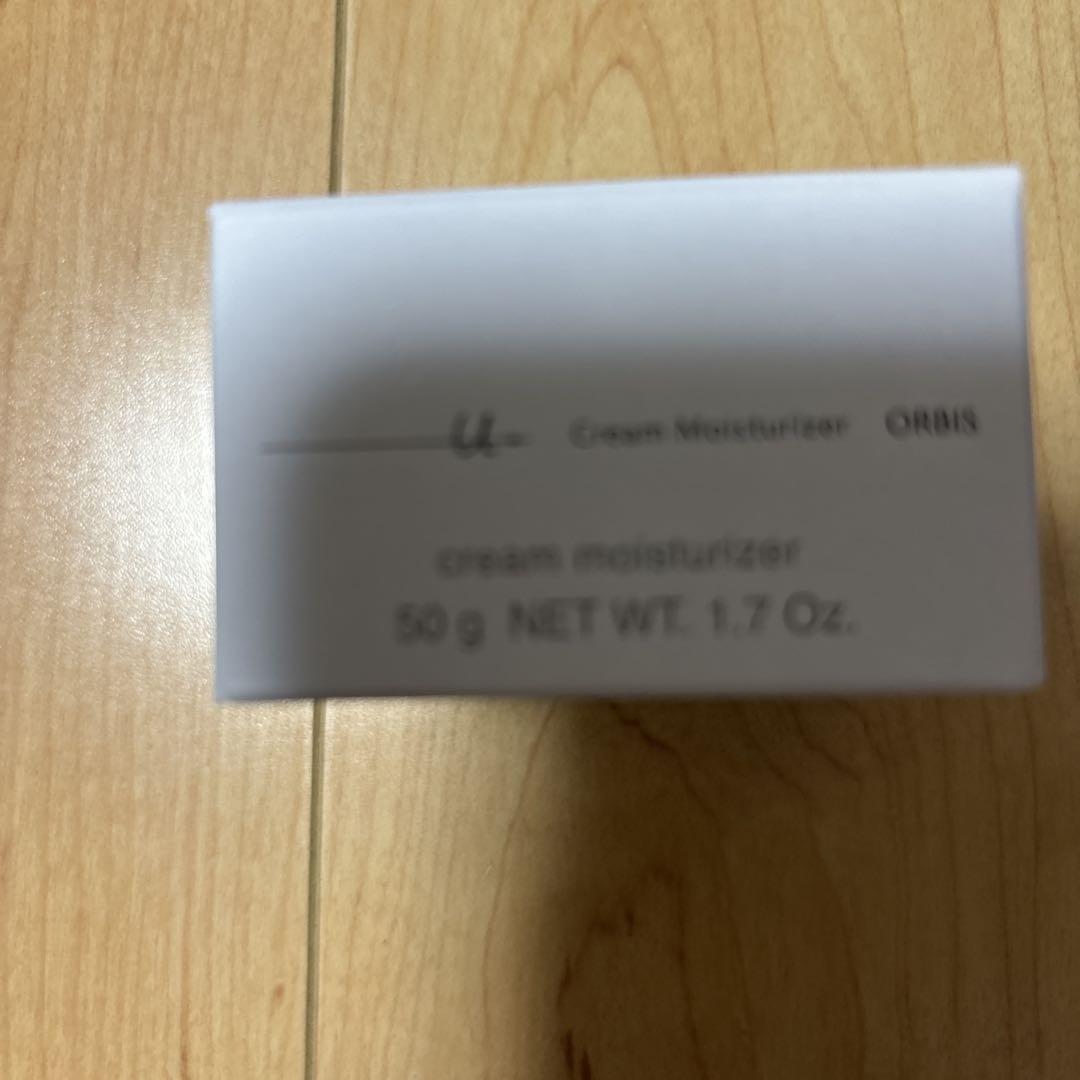 u. Cream Moisturizer ORBIS
cream moisturizer
50 g NET WT. 1.7 Oz.